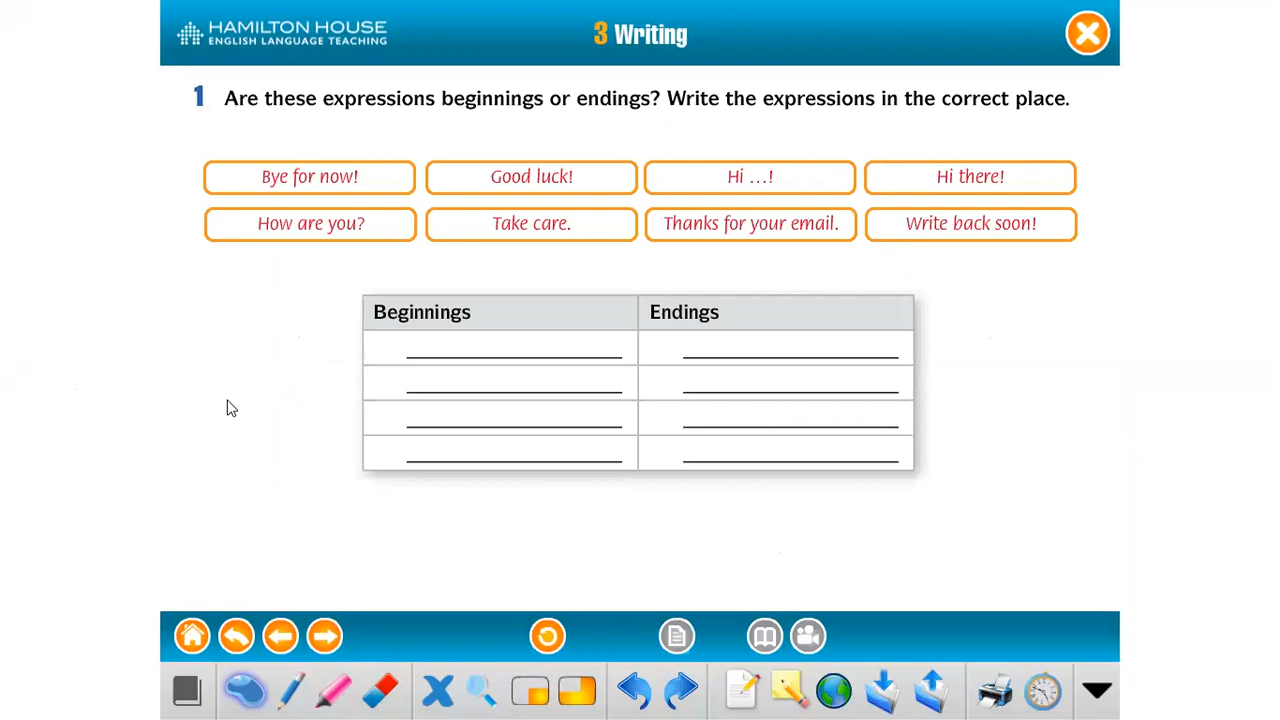 HAMILTON HOUSE
ENGLISH LANGUAGE TEACHING
3 Writing
1 Are these expressions beginnings or endings? Write the expressions in the correct place.
Bye for now! Good luck! Hi ...! Hi there!
How are you? Take care. Thanks for your email. Write back soon!
Beginnings Endings